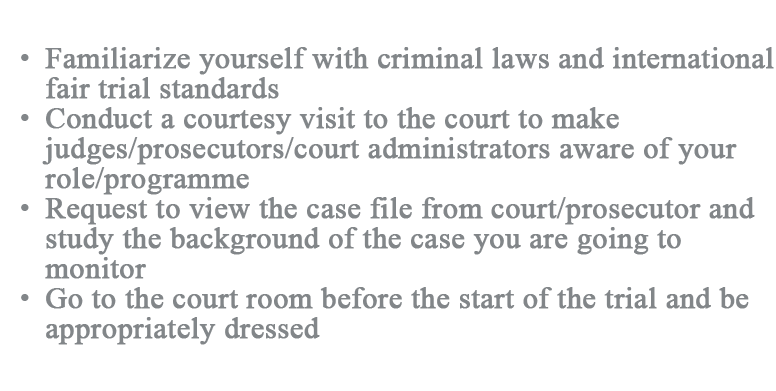 • Familiarize yourself with criminal laws and international
fair trial standards
• Conduct a courtesy visit to the court to make
judges/prosecutors/court administrators aware of your
role/programme
• Request to view the case file from court/prosecutor and
study the background of the case you are going to
monitor
• Go to the court room before the start of the trial and be
appropriately dressed